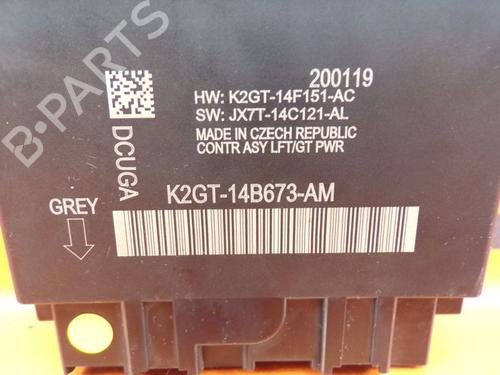 200119
HW: K2GT-14F151-AC
SW: JX7T-14C121-AL
MADE IN CZECH REPUBLIC
CONTR ASY LFT/GT PWR
DCUGA
K2GT-14B673-AM
GREY
B-PARTS